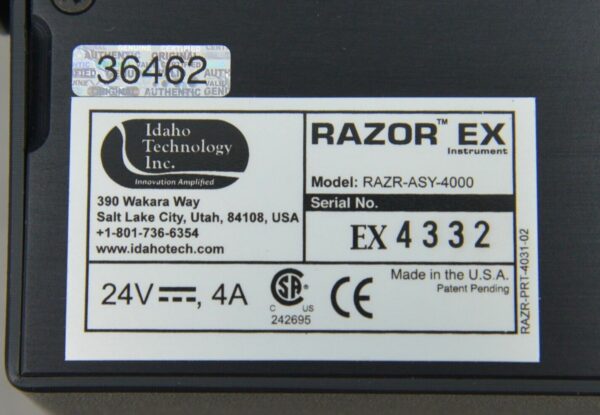 36462
Idaho
Technology
Inc.
Innovation Amplified
390 Wakara Way
Salt Lake City, Utah, 84108, USA
+1-801-736-6354
www.idahotech.com
RAZOR™ EX
Instrument
Model: RAZR-ASY-4000
Serial No.
EX 4332
24V⎓, 4A
CSA
C US
242695
CE
Made in the U.S.A.
Patent Pending
RAZR-PRT-4031-02